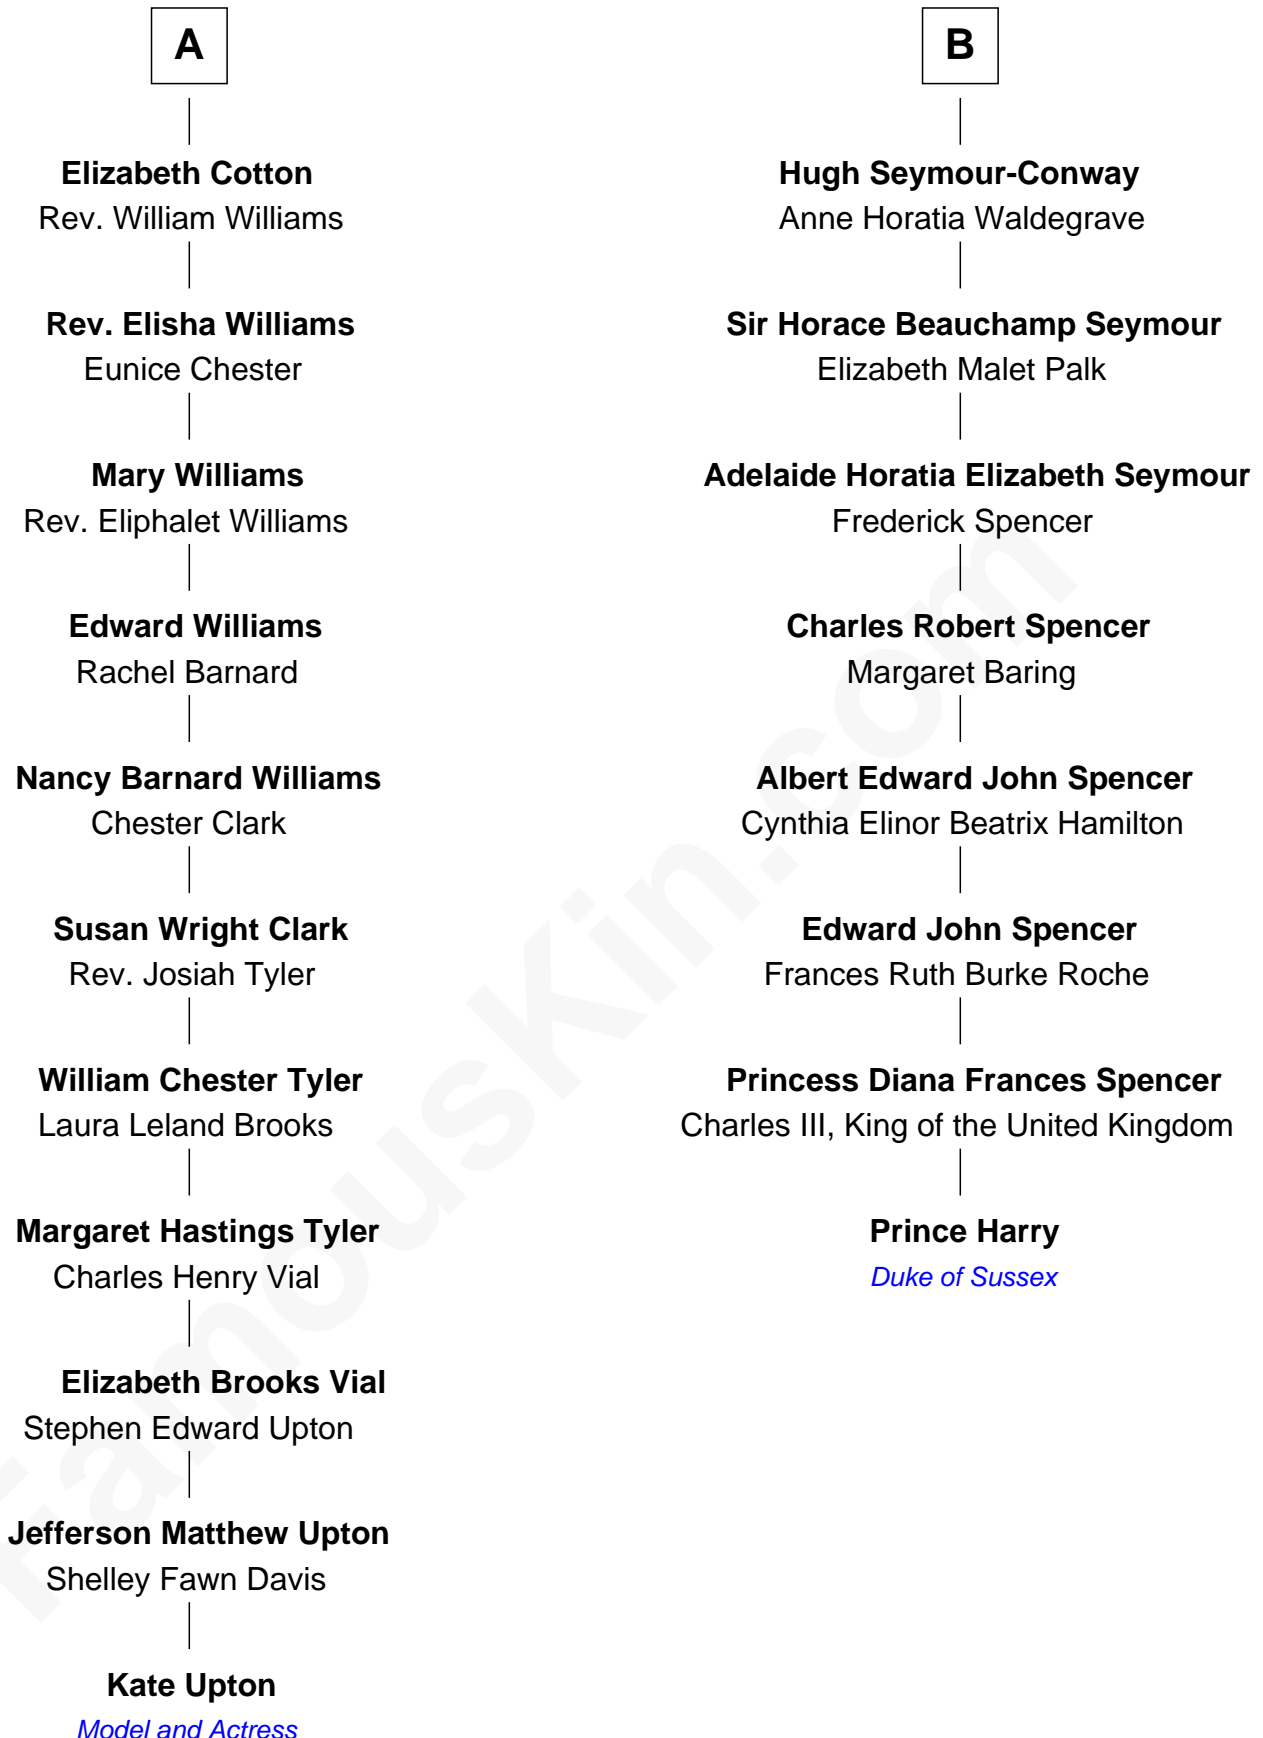 A
Elizabeth Cotton
Rev. William Williams
Rev. Elisha Williams
Eunice Chester
Mary Williams
Rev. Eliphalet Williams
Edward Williams
Rachel Barnard
Nancy Barnard Williams
Chester Clark
Susan Wright Clark
Rev. Josiah Tyler
William Chester Tyler
Laura Leland Brooks
Margaret Hastings Tyler
Charles Henry Vial
Elizabeth Brooks Vial
Stephen Edward Upton
Jefferson Matthew Upton
Shelley Fawn Davis
Kate Upton
Model and Actress
B
Hugh Seymour-Conway
Anne Horatia Waldegrave
Sir Horace Beauchamp Seymour
Elizabeth Malet Palk
Adelaide Horatia Elizabeth Seymour
Frederick Spencer
Charles Robert Spencer
Margaret Baring
Albert Edward John Spencer
Cynthia Elinor Beatrix Hamilton
Edward John Spencer
Frances Ruth Burke Roche
Princess Diana Frances Spencer
Charles III, King of the United Kingdom
Prince Harry
Duke of Sussex
FamousKin.com